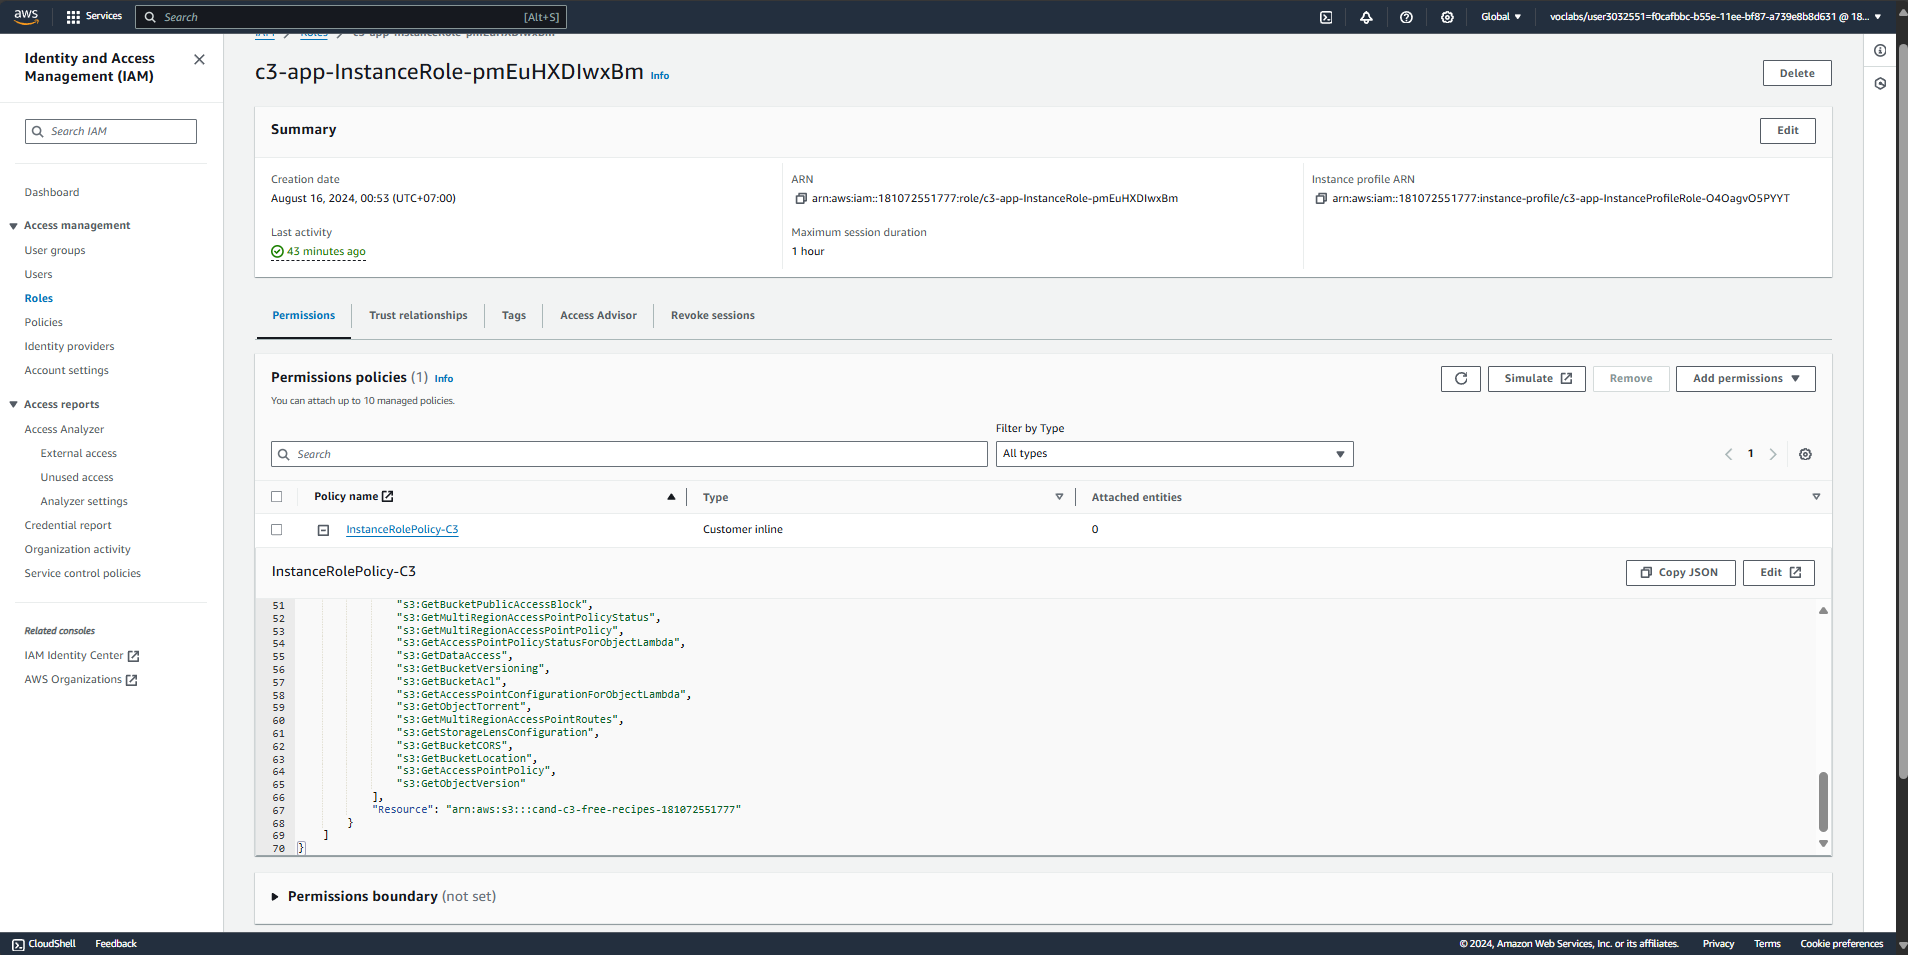 aws Services Search [Alt+S] Global voclabs/user3032551=f0cafbbc-b55e-11ee-bf87-a739e8b8d631 @ 18...
Identity and Access Management (IAM)
Search IAM
Dashboard
Access management
User groups
Users
Roles
Policies
Identity providers
Account settings
Access reports
Access Analyzer
External access
Unused access
Analyzer settings
Credential report
Organization activity
Service control policies
Related consoles
IAM Identity Center
AWS Organizations
IAM Roles c3-app-InstanceRole-pmEuHXDIwxBm
c3-app-InstanceRole-pmEuHXDIwxBm Info
Delete
Summary
Edit
Creation date
August 16, 2024, 00:53 (UTC+07:00)
Last activity
43 minutes ago
ARN
arn:aws:iam::181072551777:role/c3-app-InstanceRole-pmEuHXDIwxBm
Maximum session duration
1 hour
Instance profile ARN
arn:aws:iam::181072551777:instance-profile/c3-app-InstanceProfileRole-O4OagvO5PYYT
Permissions Trust relationships Tags Access Advisor Revoke sessions
Permissions policies (1) Info
You can attach up to 10 managed policies.
Simulate Remove Add permissions
Filter by Type
Search All types 1
Policy name Type Attached entities
InstanceRolePolicy-C3 Customer inline 0
InstanceRolePolicy-C3
Copy JSON Edit
51 "s3:GetBucketPublicAccessBlock",
52 "s3:GetMultiRegionAccessPointPolicyStatus",
53 "s3:GetMultiRegionAccessPointPolicy",
54 "s3:GetAccessPointPolicyStatusForObjectLambda",
55 "s3:GetDataAccess",
56 "s3:GetBucketVersioning",
57 "s3:GetBucketAcl",
58 "s3:GetAccessPointConfigurationForObjectLambda",
59 "s3:GetObjectTorrent",
60 "s3:GetMultiRegionAccessPointRoutes",
61 "s3:GetStorageLensConfiguration",
62 "s3:GetBucketCORS",
63 "s3:GetBucketLocation",
64 "s3:GetAccessPointPolicy",
65 "s3:GetObjectVersion"
66 ],
67 "Resource": "arn:aws:s3:::cand-c3-free-recipes-181072551777"
68 }
69 ]
70 }
Permissions boundary (not set)
CloudShell Feedback © 2024, Amazon Web Services, Inc. or its affiliates. Privacy Terms Cookie preferences